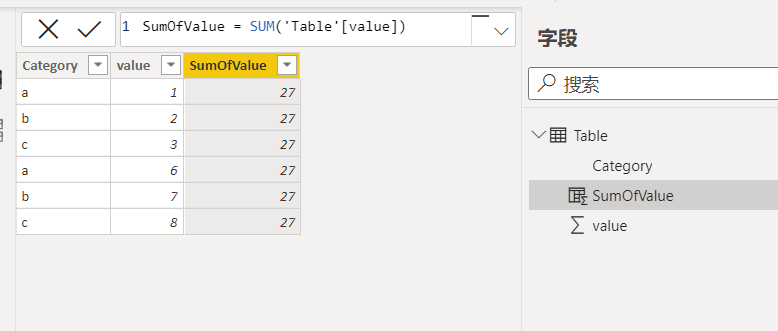 1 SumOfValue = SUM('Table'[value])
字段
搜索
Category value SumOfValue
a 1 27
b 2 27
c 3 27
a 6 27
b 7 27
c 8 27
Table
Category
SumOfValue
value